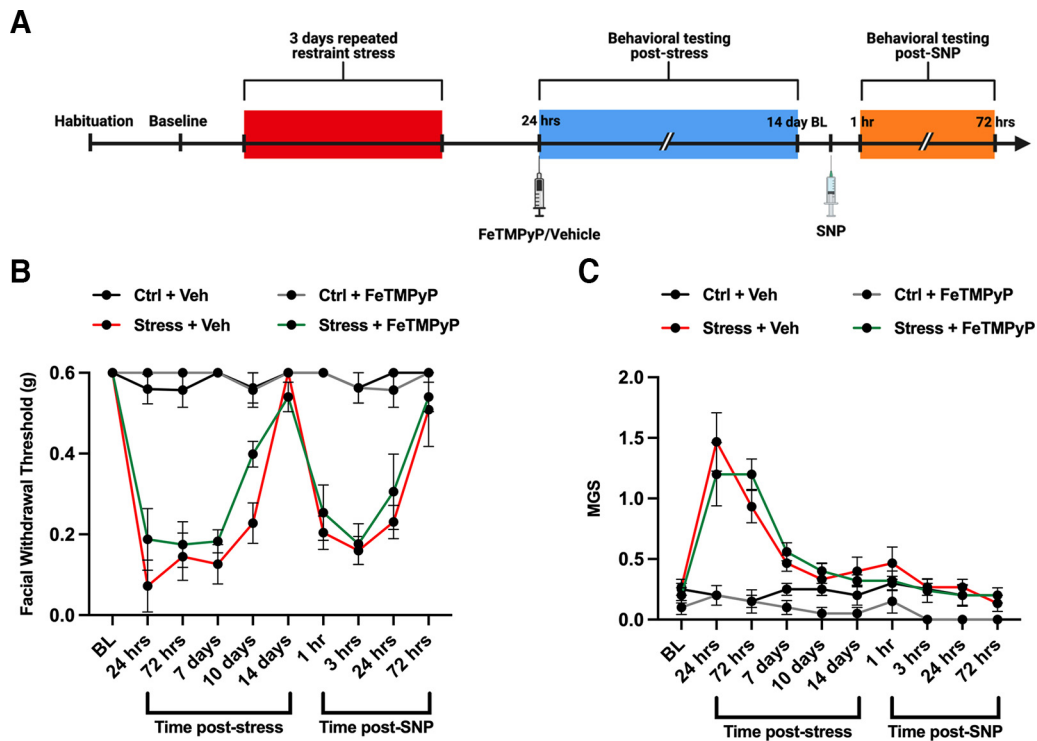 A
3 days repeated
restraint stress
Behavioral testing
post-stress
Behavioral testing
post-SNP
Habituation
Baseline
24 hrs
14 day BL
1 hr
72 hrs
FeTMPyP/Vehicle
SNP
B
Ctrl + Veh
Ctrl + FeTMPyP
Stress + Veh
Stress + FeTMPyP
Facial Withdrawal Threshold (g)
0.6
0.4
0.2
0.0
BL
24 hrs
72 hrs
7 days
10 days
14 days
1 hr
3 hrs
24 hrs
72 hrs
Time post-stress
Time post-SNP
C
Ctrl + Veh
Ctrl + FeTMPyP
Stress + Veh
Stress + FeTMPyP
MGS
2.0
1.5
1.0
0.5
0.0
BL
24 hrs
72 hrs
7 days
10 days
14 days
1 hr
3 hrs
24 hrs
72 hrs
Time post-stress
Time post-SNP